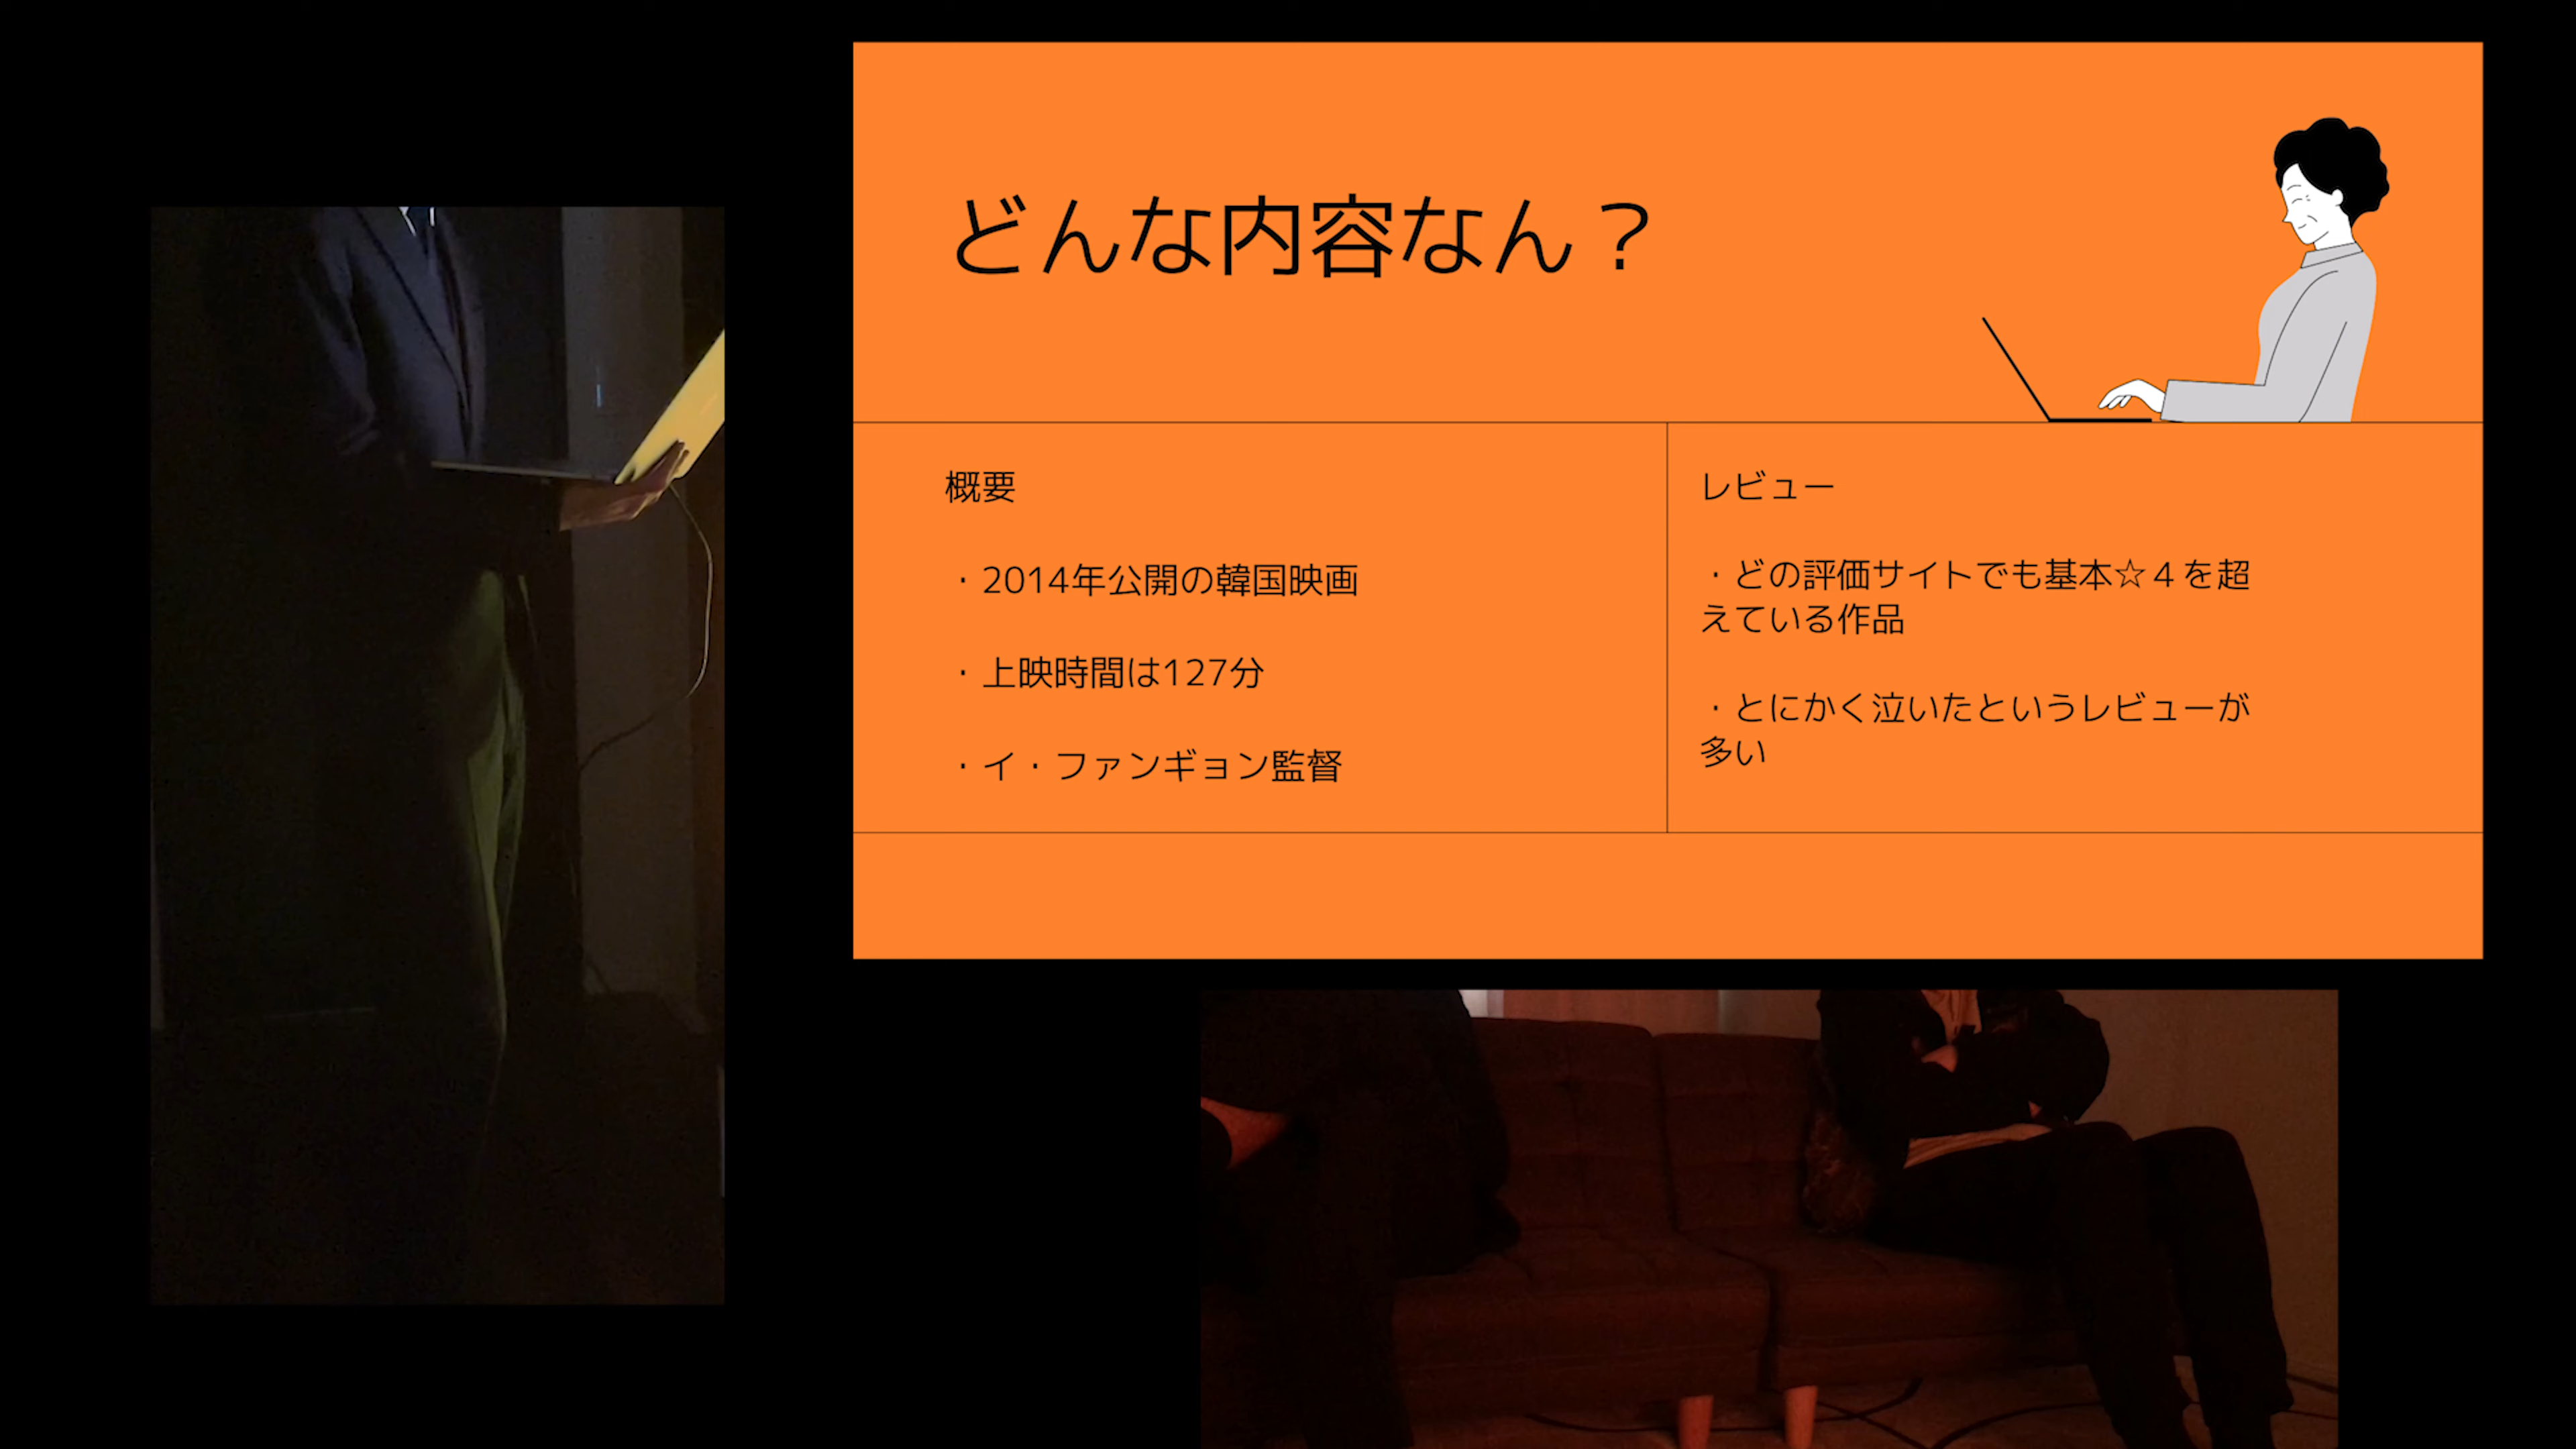 どんな内容なん？
概要
・2014年公開の韓国映画
・上映時間は127分
・イ・ファンギョン監督
レビュー
・どの評価サイトでも基本☆４を超
えている作品
・とにかく泣いたというレビューが
多い